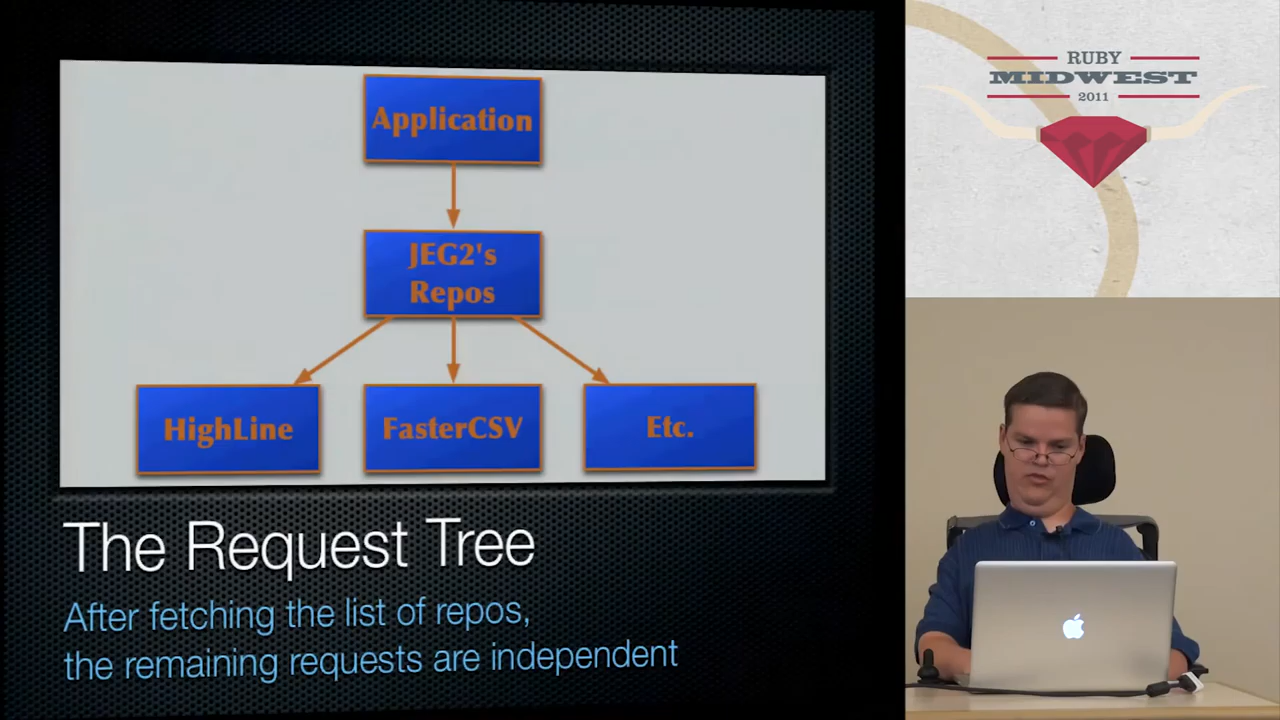 Application
JEG2's
Repos
HighLine
FasterCSV
Etc.
The Request Tree
After fetching the list of repos,
the remaining requests are independent
RUBY
MIDWEST
2011